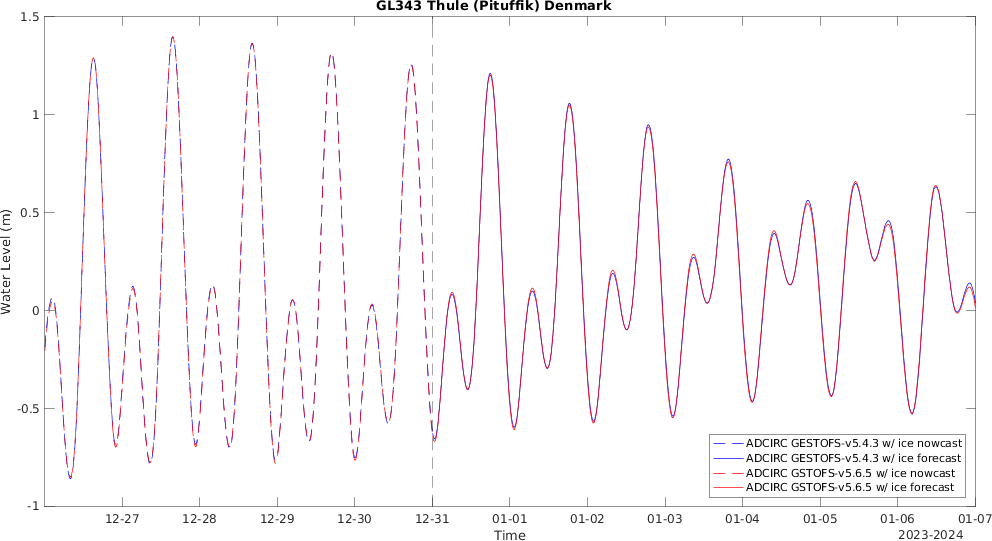 GL343 Thule (Pituffik) Denmark
1.5
1
0.5
0
-0.5
-1
Water Level (m)
ADCIRC GESTOFS-v5.4.3 w/ ice nowcast
ADCIRC GESTOFS-v5.4.3 w/ ice forecast
ADCIRC GSTOFS-v5.6.5 w/ ice nowcast
ADCIRC GSTOFS-v5.6.5 w/ ice forecast
12-27 12-28 12-29 12-30 12-31 01-01 01-02 01-03 01-04 01-05 01-06 01-07
Time
2023-2024